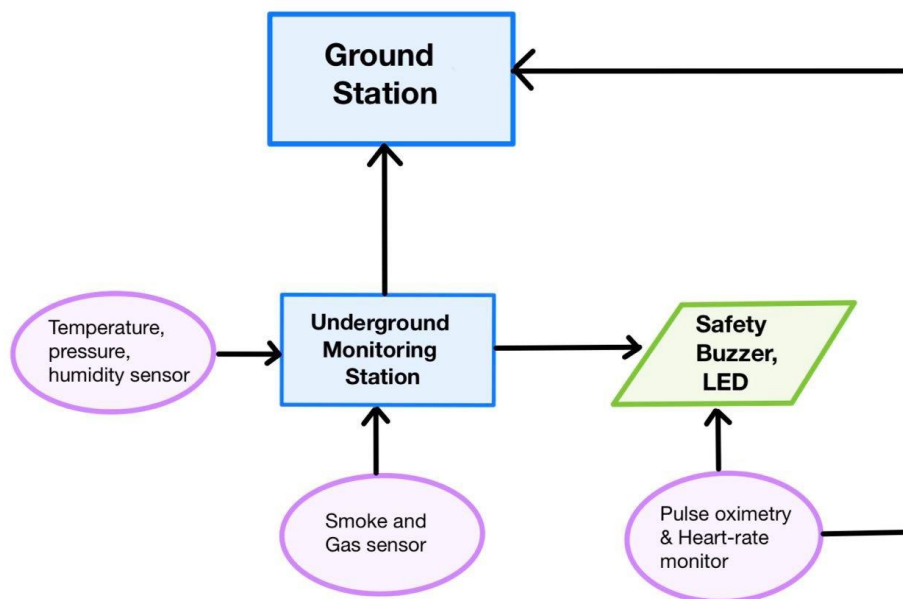 Ground
Station
Temperature,
pressure,
humidity sensor
Underground
Monitoring
Station
Safety
Buzzer,
LED
Smoke and
Gas sensor
Pulse oximetry
& Heart-rate
monitor